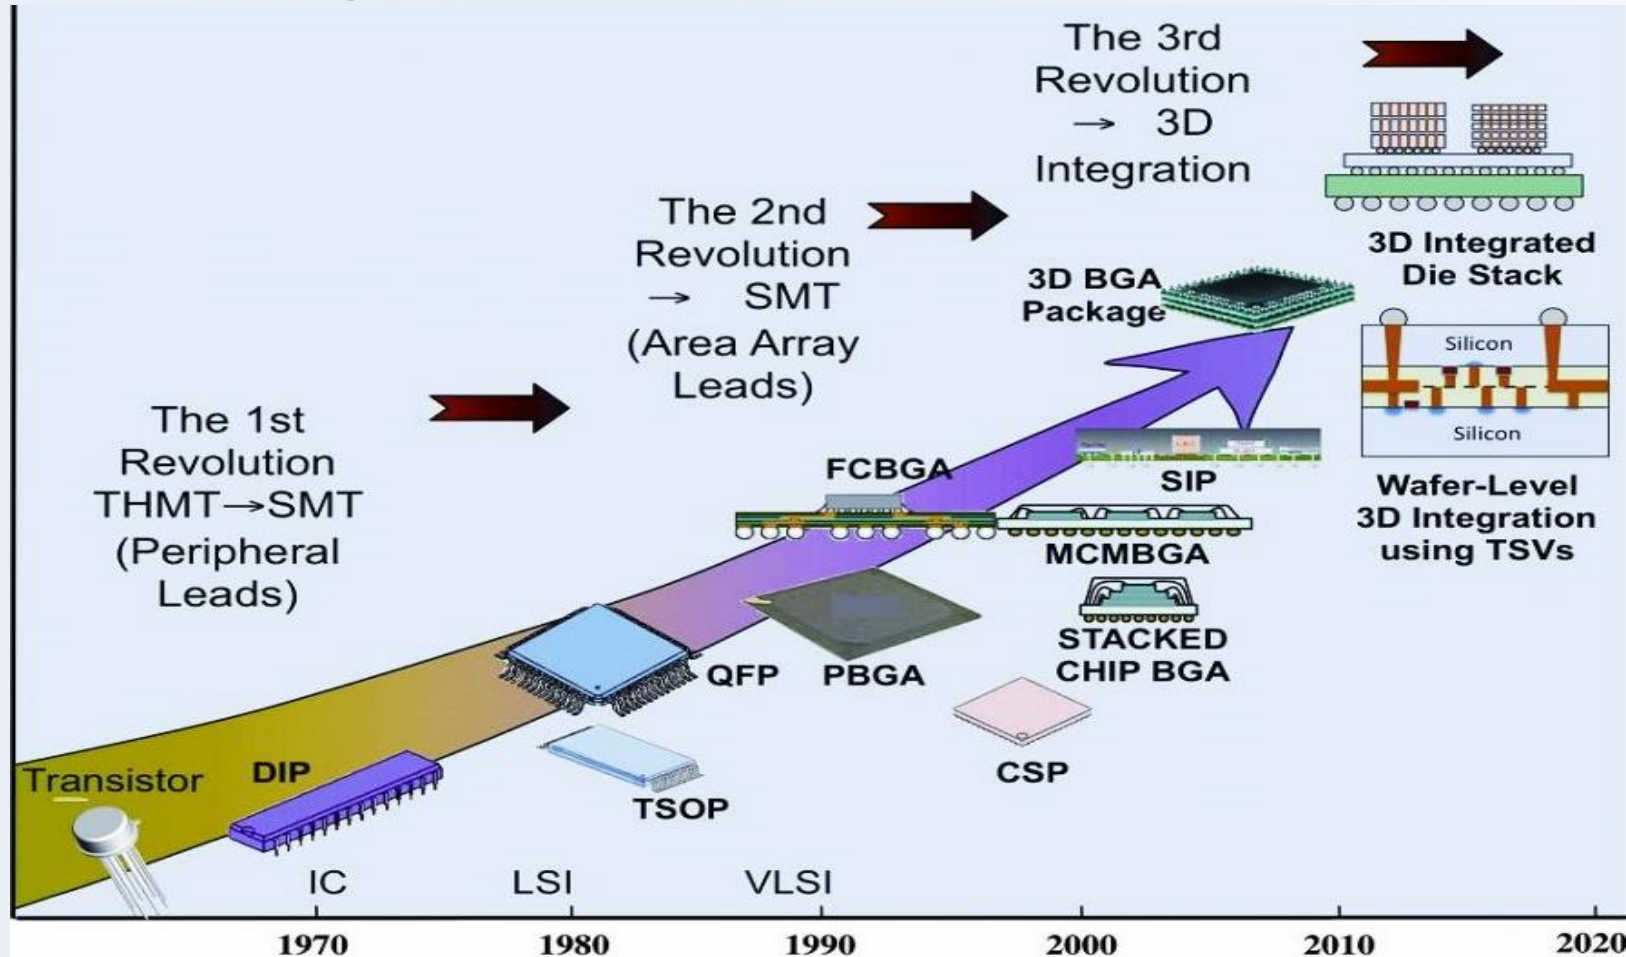 The 3rd
Revolution
→ 3D
Integration
The 2nd
Revolution
→ SMT
(Area Array
Leads)
The 1st
Revolution
THMT→SMT
(Peripheral
Leads)
3D Integrated
Die Stack
3D BGA
Package
Silicon
Silicon
Wafer-Level
3D Integration
using TSVs
FCBGA
SIP
MCMBGA
STACKED
CHIP BGA
QFP
PBGA
CSP
TSOP
Transistor
DIP
IC
LSI
VLSI
1970
1980
1990
2000
2010
2020